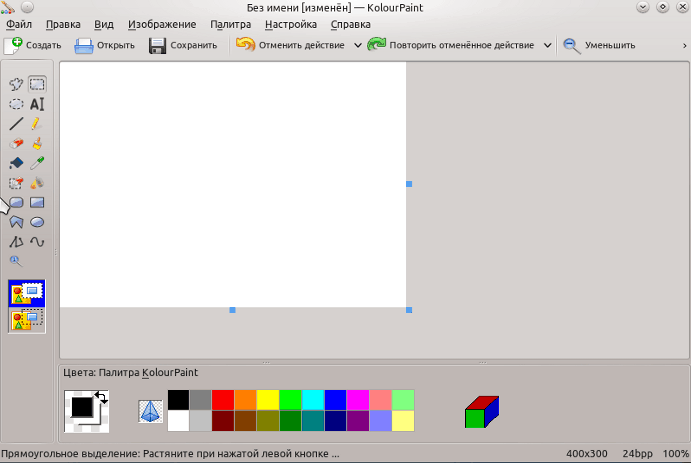 Без имени [изменён] — KolourPaint
Файл Правка Вид Изображение Палитра Настройка Справка
Создать Открыть Сохранить Отменить действие Повторить отменённое действие Уменьшить
Цвета: Палитра KolourPaint
Прямоугольное выделение: Растяните при нажатой левой кнопке ... 400x300 24bpp 100%